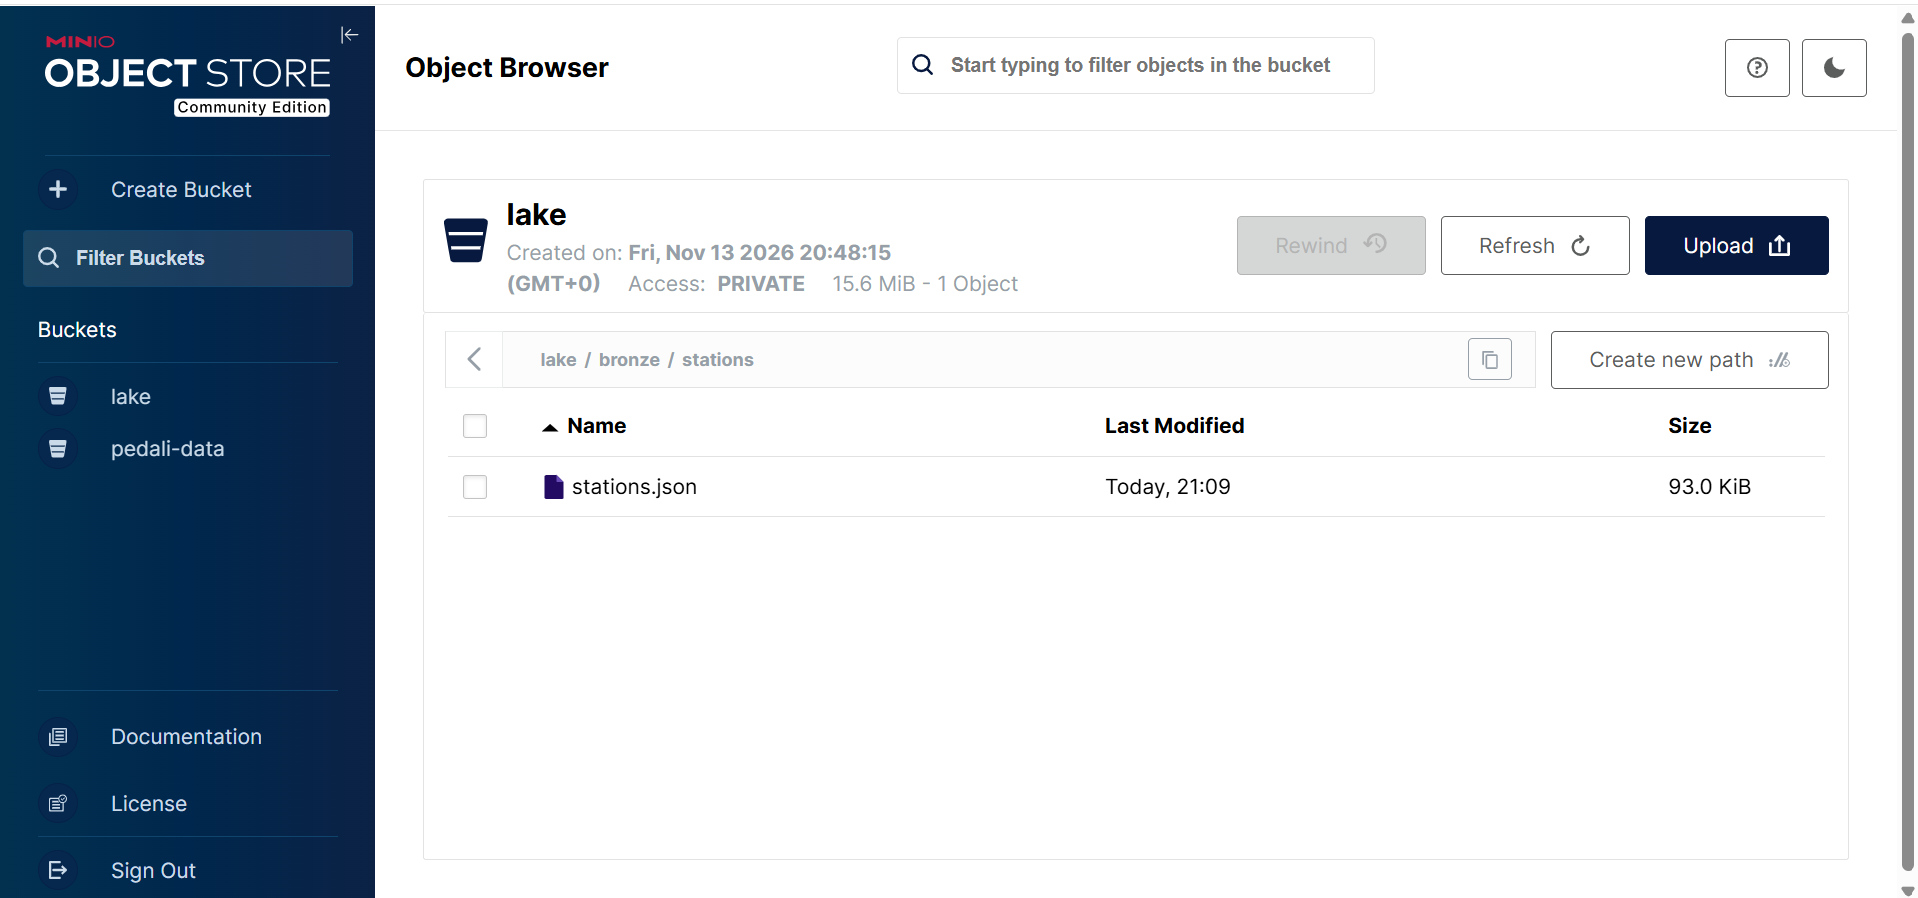 MINIO
OBJECT STORE
Community Edition
Create Bucket
Filter Buckets
Buckets
lake
pedali-data
Documentation
License
Sign Out
Object Browser
Start typing to filter objects in the bucket
lake
Created on: Fri, Nov 13 2026 20:48:15
(GMT+0) Access: PRIVATE 15.6 MiB - 1 Object
Rewind
Refresh
Upload
lake / bronze / stations
Create new path
Name Last Modified Size
stations.json Today, 21:09 93.0 KiB